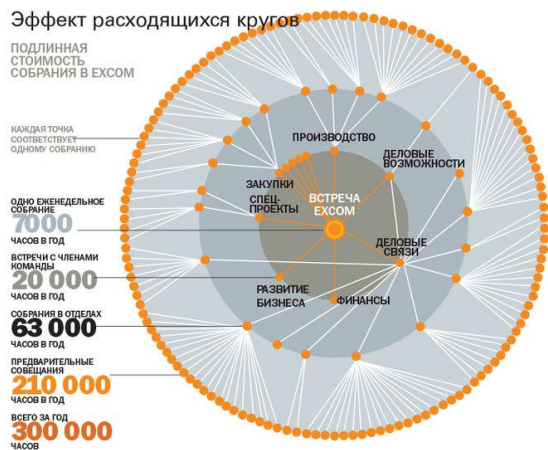 Эффект расходящихся кругов
ПОДЛИННАЯ
СТОИМОСТЬ
СОБРАНИЯ В EXCOM
КАЖДАЯ ТОЧКА
СООТВЕТСТВУЕТ
ОДНОМУ СОБРАНИЮ
ОДНО ЕЖЕНЕДЕЛЬНОЕ
СОБРАНИЕ
7000
ЧАСОВ В ГОД
ВСТРЕЧИ С ЧЛЕНАМИ
КОМАНДЫ
20 000
ЧАСОВ В ГОД
СОБРАНИЯ В ОТДЕЛАХ
63 000
ЧАСОВ В ГОД
ПРЕДВАРИТЕЛЬНЫЕ
СОВЕЩАНИЯ
210 000
ЧАСОВ В ГОД
ВСЕГО ЗА ГОД
300 000
ЧАСОВ
ПРОИЗВОДСТВО
ДЕЛОВЫЕ
ВОЗМОЖНОСТИ
ЗАКУПКИ
СПЕЦ-
ПРОЕКТЫ
ВСТРЕЧА
EXCOM
ДЕЛОВЫЕ
СВЯЗИ
РАЗВИТИЕ
БИЗНЕСА
ФИНАНСЫ